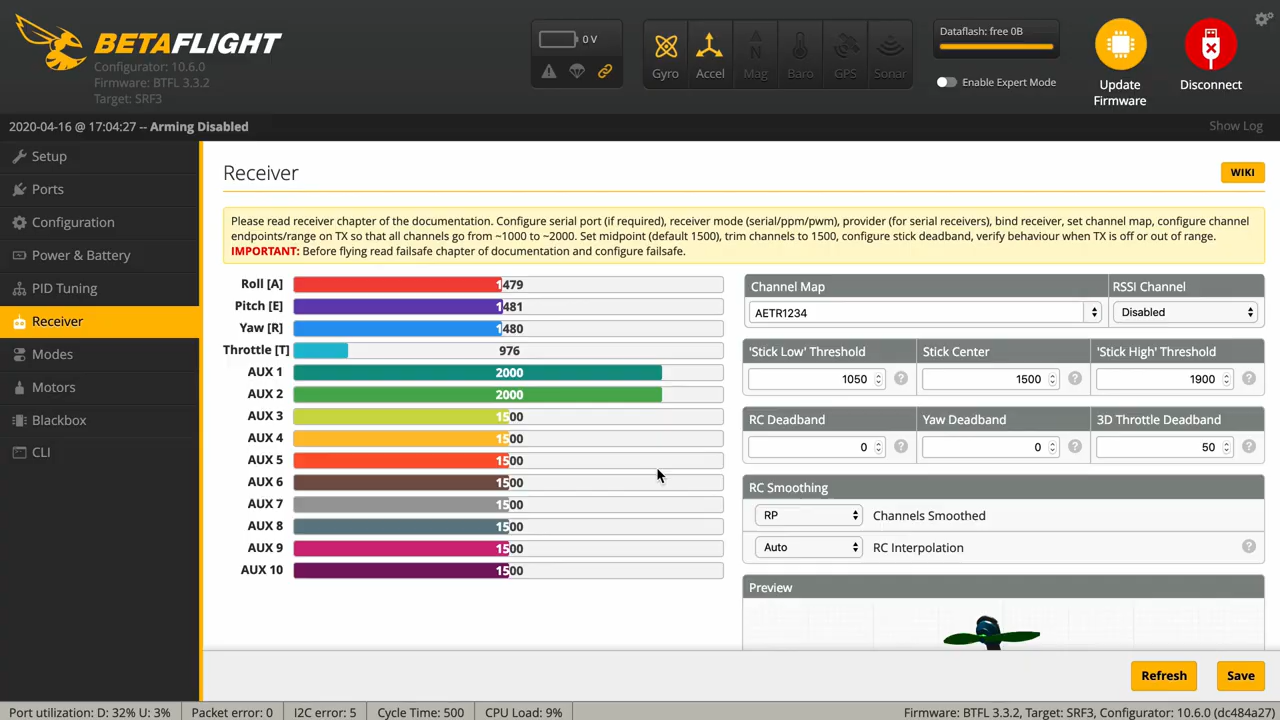 BETAFLIGHT
Configurator: 10.6.0
Firmware: BTFL 3.3.2
Target: SRF3
0 V
Gyro
Accel
Mag
Baro
GPS
Sonar
Dataflash: free 0B
Enable Expert Mode
Update
Firmware
Disconnect
2020-04-16 @ 17:04:27 -- Arming Disabled
Show Log
Setup
Ports
Configuration
Power & Battery
PID Tuning
Receiver
Modes
Motors
Blackbox
CLI
Receiver
WIKI
Please read receiver chapter of the documentation. Configure serial port (if required), receiver mode (serial/ppm/pwm), provider (for serial receivers), bind receiver, set channel map, configure channel
endpoints/range on TX so that all channels go from ~1000 to ~2000. Set midpoint (default 1500), trim channels to 1500, configure stick deadband, verify behaviour when TX is off or out of range.
IMPORTANT: Before flying read failsafe chapter of documentation and configure failsafe.
Roll [A] 1479
Pitch [E] 1481
Yaw [R] 1480
Throttle [T] 976
AUX 1 2000
AUX 2 2000
AUX 3 1500
AUX 4 1500
AUX 5 1500
AUX 6 1500
AUX 7 1500
AUX 8 1500
AUX 9 1500
AUX 10 1500
Channel Map
RSSI Channel
AETR1234
Disabled
'Stick Low' Threshold
Stick Center
'Stick High' Threshold
1050 ?
1500 ?
1900 ?
RC Deadband
Yaw Deadband
3D Throttle Deadband
0 ?
0 ?
50 ?
RC Smoothing
RP Channels Smoothed
Auto RC Interpolation ?
Preview
Refresh
Save
Port utilization: D: 32% U: 3%
Packet error: 0
I2C error: 5
Cycle Time: 500
CPU Load: 9%
Firmware: BTFL 3.3.2, Target: SRF3, Configurator: 10.6.0 (dc484a27)